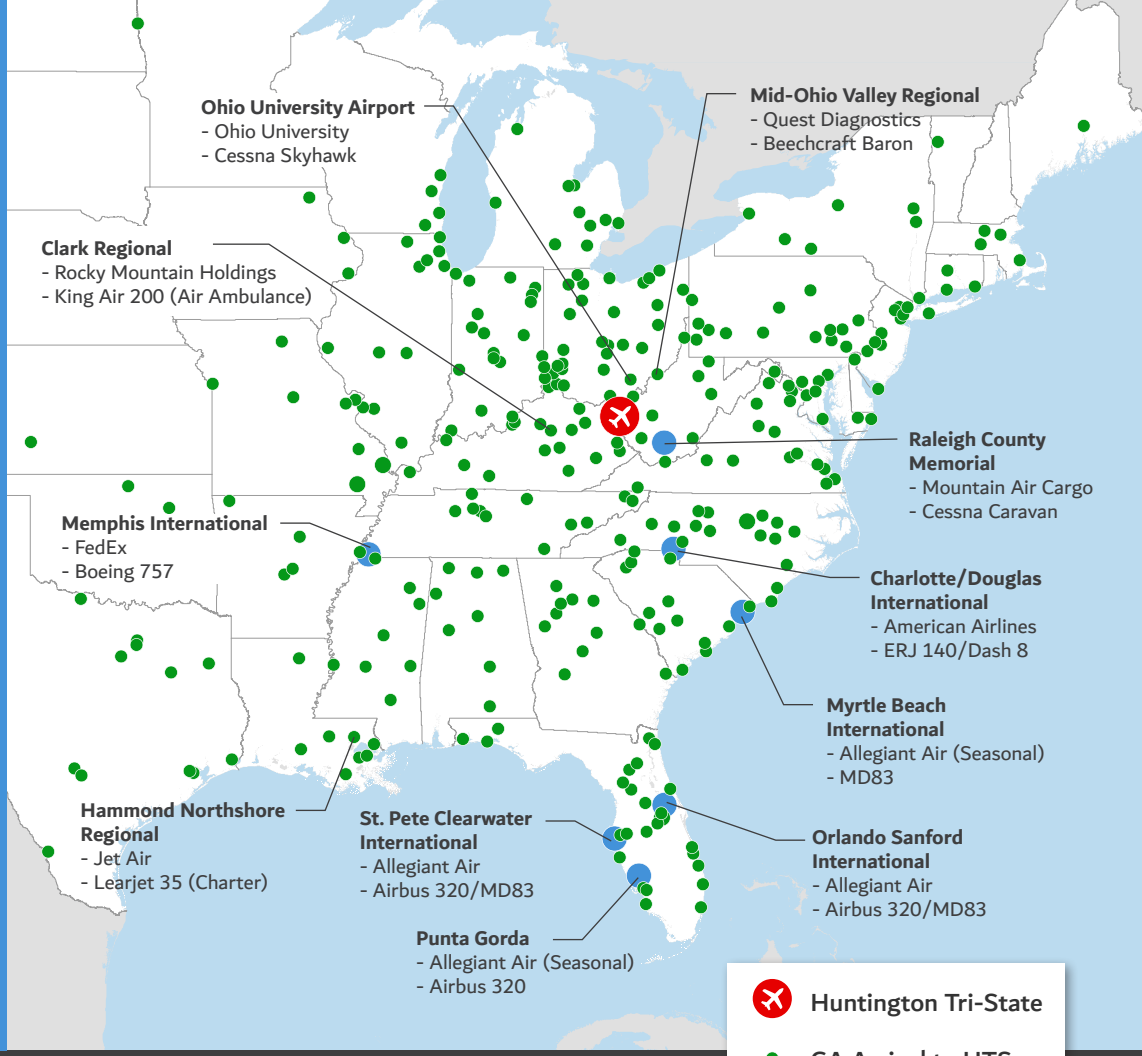 Ohio University Airport
- Ohio University
- Cessna Skyhawk
Mid-Ohio Valley Regional
- Quest Diagnostics
- Beechcraft Baron
Clark Regional
- Rocky Mountain Holdings
- King Air 200 (Air Ambulance)
Raleigh County
Memorial
- Mountain Air Cargo
- Cessna Caravan
Memphis International
- FedEx
- Boeing 757
Charlotte/Douglas
International
- American Airlines
- ERJ 140/Dash 8
Myrtle Beach
International
- Allegiant Air (Seasonal)
- MD83
Hammond Northshore
Regional
- Jet Air
- Learjet 35 (Charter)
St. Pete Clearwater
International
- Allegiant Air
- Airbus 320/MD83
Orlando Sanford
International
- Allegiant Air
- Airbus 320/MD83
Punta Gorda
- Allegiant Air (Seasonal)
- Airbus 320
Huntington Tri-State